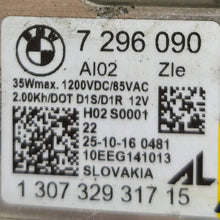 BMW
7 296 090
AI02 Zle
35Wmax. 1200VDC/85VAC
2.00Kh/DOT D1S/D1R 12V
H02 S0001
22
25-10-16 0481
10EEG141013
SLOVAKIA AL
1 307 329 317 15